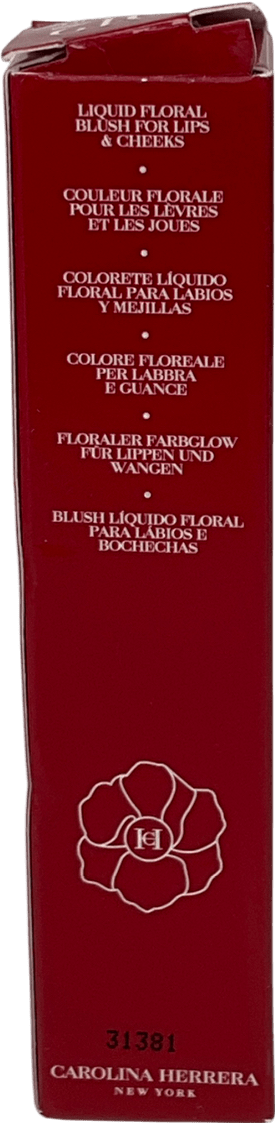 LIQUID FLORAL
BLUSH FOR LIPS
& CHEEKS
•
COULEUR FLORALE
POUR LES LÈVRES
ET LES JOUES
•
COLORETE LÍQUIDO
FLORAL PARA LABIOS
Y MEJILLAS
•
COLORE FLOREALE
PER LABBRA
E GUANCE
•
FLORALER FARBGLOW
FÜR LIPPEN UND
WANGEN
•
BLUSH LÍQUIDO FLORAL
PARA LÁBIOS E
BOCHECHAS
CH
31381
CAROLINA HERRERA
NEW YORK